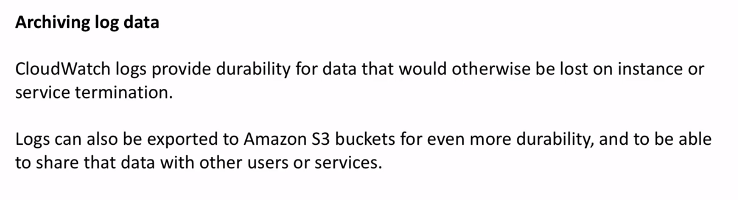 Archiving log data
CloudWatch logs provide durability for data that would otherwise be lost on instance or
service termination.
Logs can also be exported to Amazon S3 buckets for even more durability, and to be able
to share that data with other users or services.